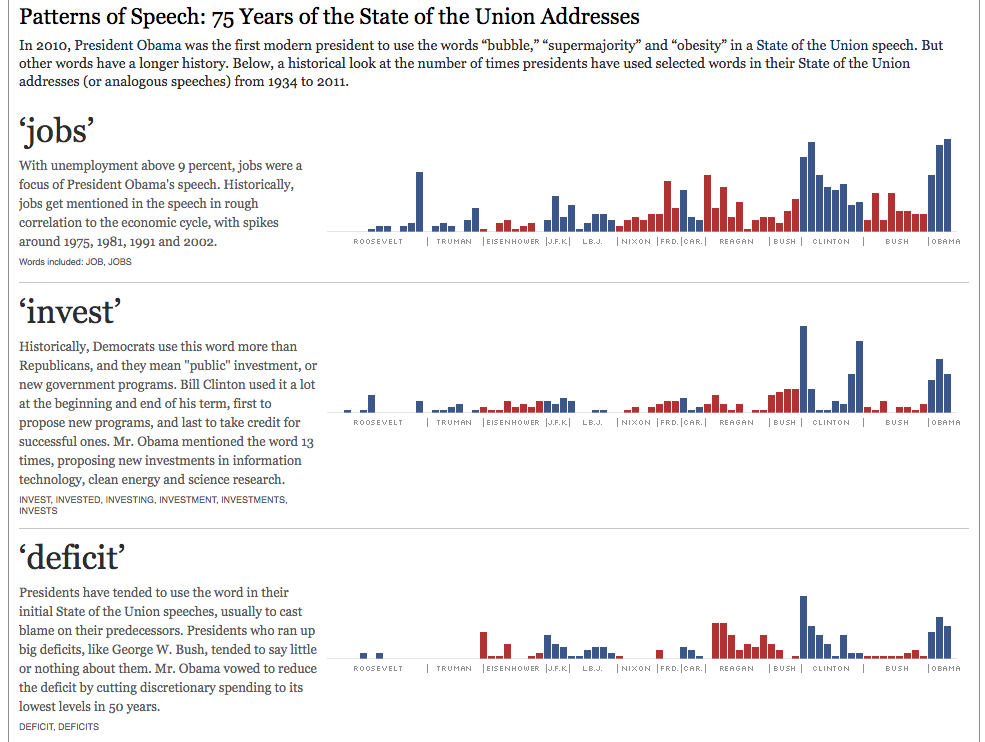 Patterns of Speech: 75 Years of the State of the Union Addresses
In 2010, President Obama was the first modern president to use the words “bubble,” “supermajority” and “obesity” in a State of the Union speech. But
other words have a longer history. Below, a historical look at the number of times presidents have used selected words in their State of the Union
addresses (or analogous speeches) from 1934 to 2011.
‘jobs’
With unemployment above 9 percent, jobs were a
focus of President Obama's speech. Historically,
jobs get mentioned in the speech in rough
correlation to the economic cycle, with spikes
around 1975, 1981, 1991 and 2002.
Words included: JOB, JOBS
ROOSEVELT TRUMAN EISENHOWER J.F.K. L.B.J. NIXON FRD. CAR. REAGAN BUSH CLINTON BUSH OBAMA
‘invest’
Historically, Democrats use this word more than
Republicans, and they mean "public" investment, or
new government programs. Bill Clinton used it a lot
at the beginning and end of his term, first to
propose new programs, and last to take credit for
successful ones. Mr. Obama mentioned the word 13
times, proposing new investments in information
technology, clean energy and science research.
INVEST, INVESTED, INVESTING, INVESTMENT, INVESTMENTS,
INVESTS
ROOSEVELT TRUMAN EISENHOWER J.F.K. L.B.J. NIXON FRD. CAR. REAGAN BUSH CLINTON BUSH OBAMA
‘deficit’
Presidents have tended to use the word in their
initial State of the Union speeches, usually to cast
blame on their predecessors. Presidents who ran up
big deficits, like George W. Bush, tended to say little
or nothing about them. Mr. Obama vowed to reduce
the deficit by cutting discretionary spending to its
lowest levels in 50 years.
DEFICIT, DEFICITS
ROOSEVELT TRUMAN EISENHOWER J.F.K. L.B.J. NIXON FRD. CAR. REAGAN BUSH CLINTON BUSH OBAMA